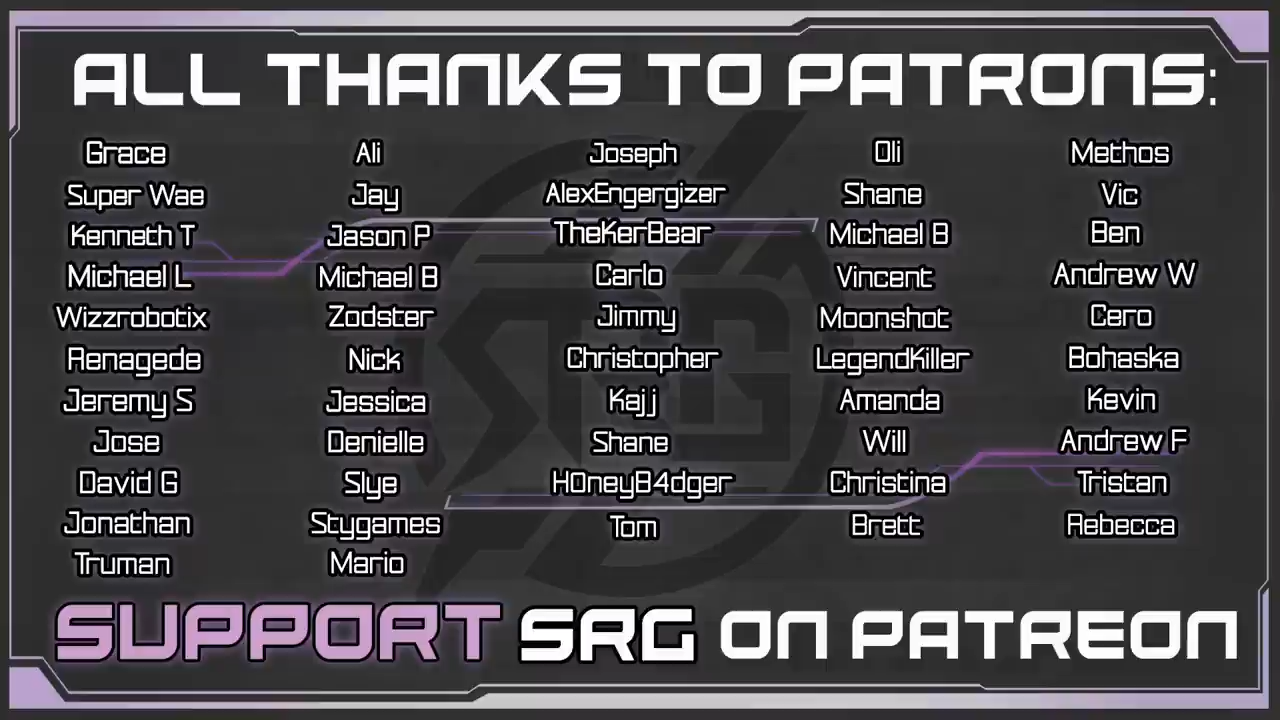 ALL THANKS TO PATRONS:
Grace Ali Joseph Oli Methos
Super Wae Jay AlexEngergizer Shane Vic
Kenneth T Jason P TheKerBear Michael B Ben
Michael L Michael B Carlo Vincent Andrew W
Wizzrobotix Zodster Jimmy Moonshot Cero
Renagede Nick Christopher LegendKiller Bohaska
Jeremy S Jessica Kajj Amanda Kevin
Jose Denielle Shane Will Andrew F
David G Slye H0neyB4dger Christina Tristan
Jonathan Stygames Tom Brett Rebecca
Truman Mario
SUPPORT SRG ON PATREON